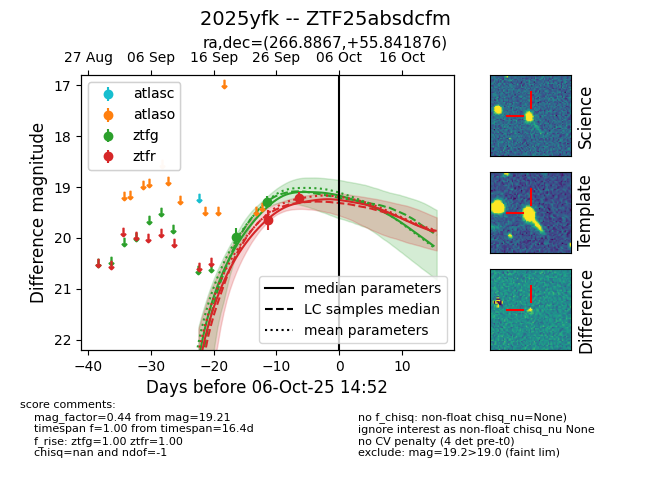 2025yfk -- ZTF25absdcfm
ra,dec=(266.8867,+55.841876)
27 Aug 06 Sep 16 Sep 26 Sep 06 Oct 16 Oct
17
18
19
20
21
22
Difference magnitude
atlasc
atlaso
ztfg
ztfr
median parameters
LC samples median
mean parameters
−40 −30 −20 −10 0 10
Days before 06-Oct-25 14:52
Science
Template
Difference
score comments:
mag_factor=0.44 from mag=19.21
timespan f=1.00 from timespan=16.4d
f_rise: ztfg=1.00 ztfr=1.00
chisq=nan and ndof=-1
no f_chisq: non-float chisq_nu=None)
ignore interest as non-float chisq_nu None
no CV penalty (4 det pre-t0)
exclude: mag=19.2>19.0 (faint lim)